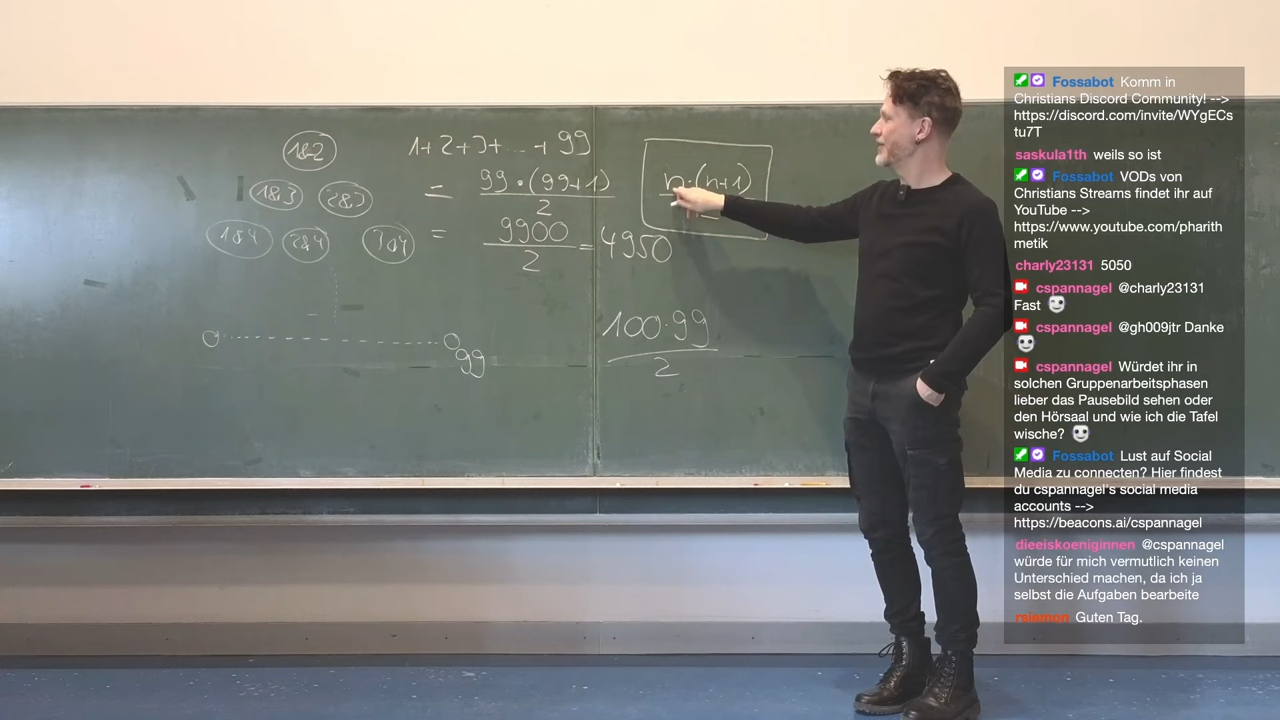 1&2
1&3 2&3
1&4 2&4 3&4
99
1+2+3+ ... + 99
= 99·(99+1)
2
= 9900
2
= 4950
100·99
2
n·(n+1)
Fossabot Komm in
Christians Discord Community! -->
https://discord.com/invite/WYgECs
tu7T
saskula1th weils so ist
Fossabot VODs von
Christians Streams findet ihr auf
YouTube -->
https://www.youtube.com/pharith
metik
charly23131 5050
cspannagel @charly23131
Fast
cspannagel @gh009jtr Danke
cspannagel Würdet ihr in
solchen Gruppenarbeitsphasen
lieber das Pausebild sehen oder
den Hörsaal und wie ich die Tafel
wische?
Fossabot Lust auf Social
Media zu connecten? Hier findest
du cspannagel's social media
accounts -->
https://beacons.ai/cspannagel
dieeiskoeniginnen @cspannagel
würde für mich vermutlich keinen
Unterschied machen, da ich ja
selbst die Aufgaben bearbeite
Guten Tag.